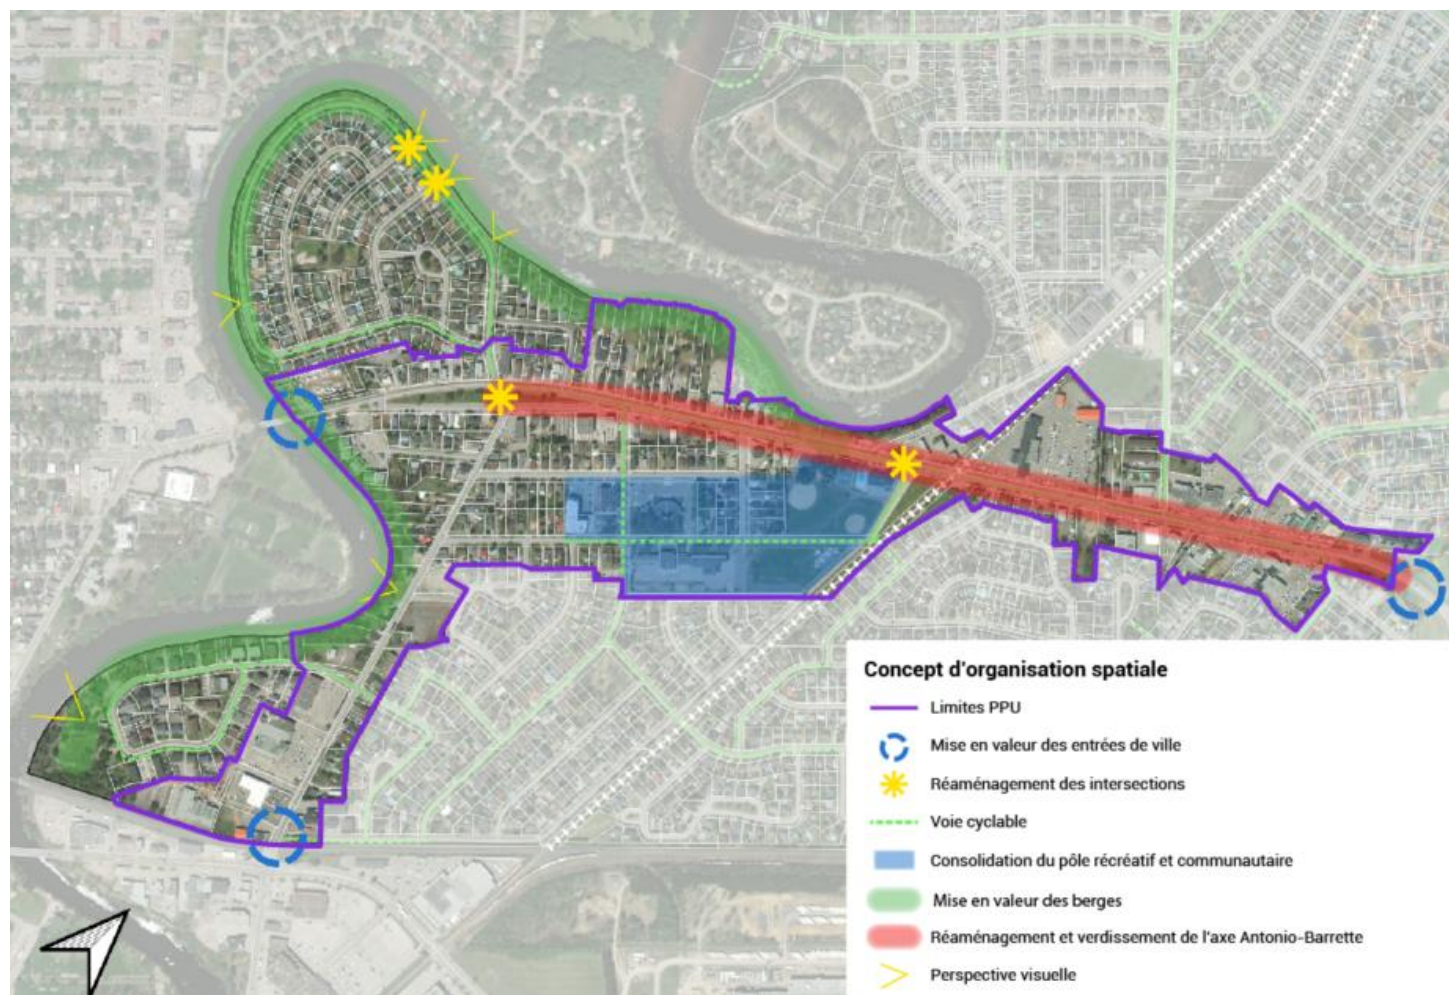 Concept d'organisation spatiale
Limites PPU
Mise en valeur des entrées de ville
Réaménagement des intersections
Voie cyclable
Consolidation du pôle récréatif et communautaire
Mise en valeur des berges
Réaménagement et verdissement de l'axe Antonio-Barrette
Perspective visuelle